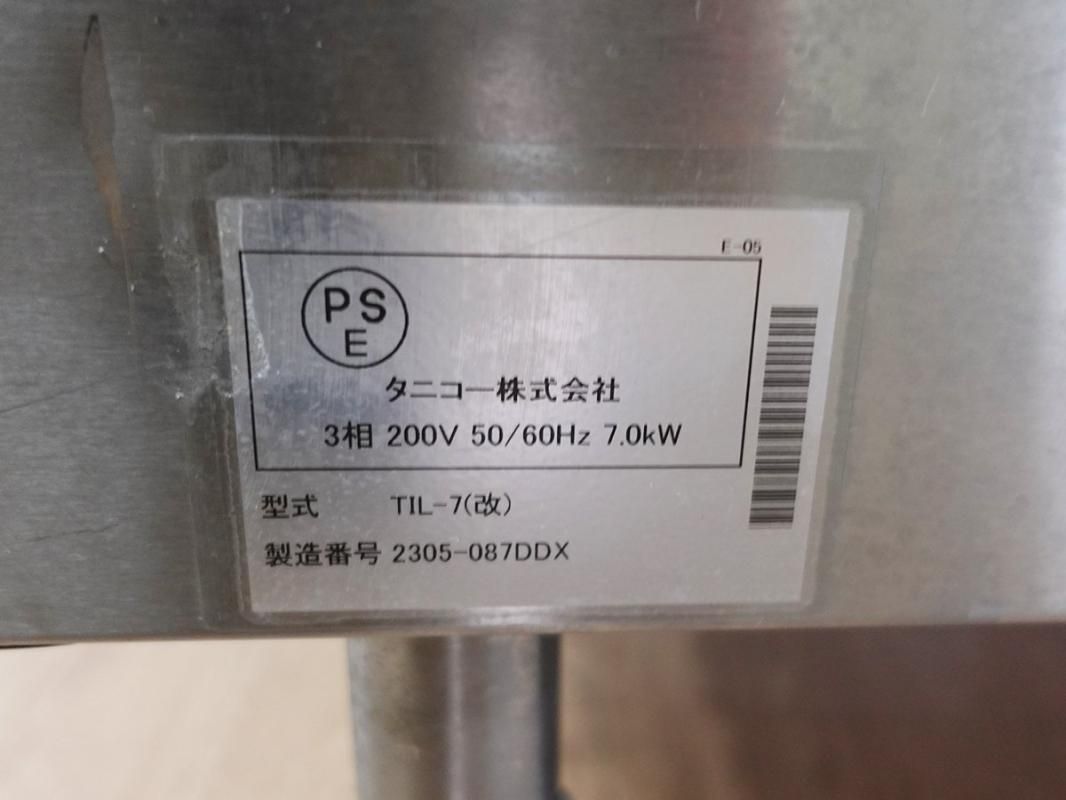 E-05
PS
E
タニコー株式会社
3相 200V 50/60Hz 7.0kW
型式 TIL-7(改)
製造番号 2305-087DDX